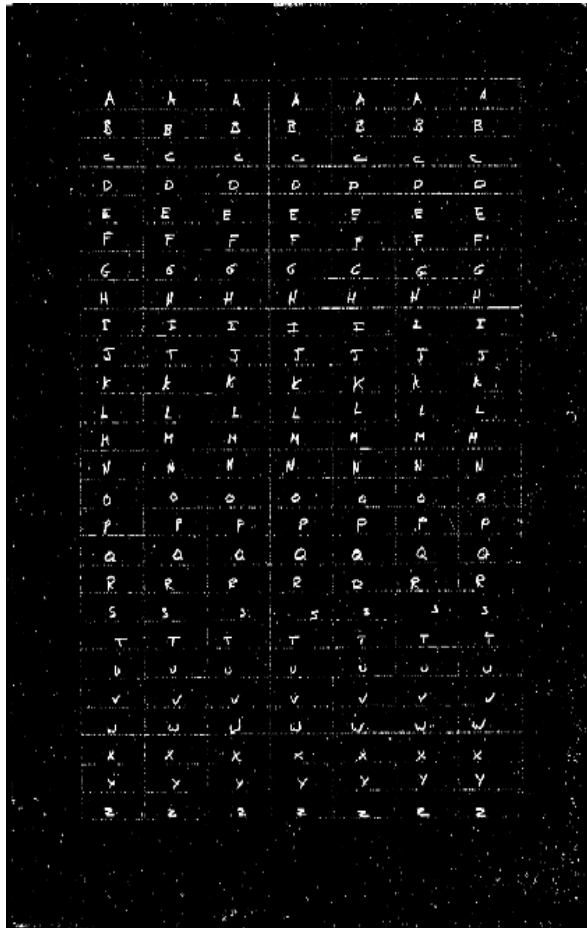 A A A A A A A
B B B B B B B
C C C C C C C
D D D D D D D
E E E E E E E
F F F F F F F
G G G G G G G
H H H H H H H
I I I I I I I
J J J J J J J
K K K K K K K
L L L L L L L
M M M M M M M
N N N N N N N
O O O O O O O
P P P P P P P
Q Q Q Q Q Q Q
R R R R R R R
S S S S S S S
T T T T T T T
U U U U U U U
V V V V V V V
W W W W W W W
X X X X X X X
Y Y Y Y Y Y Y
Z Z Z Z Z Z Z